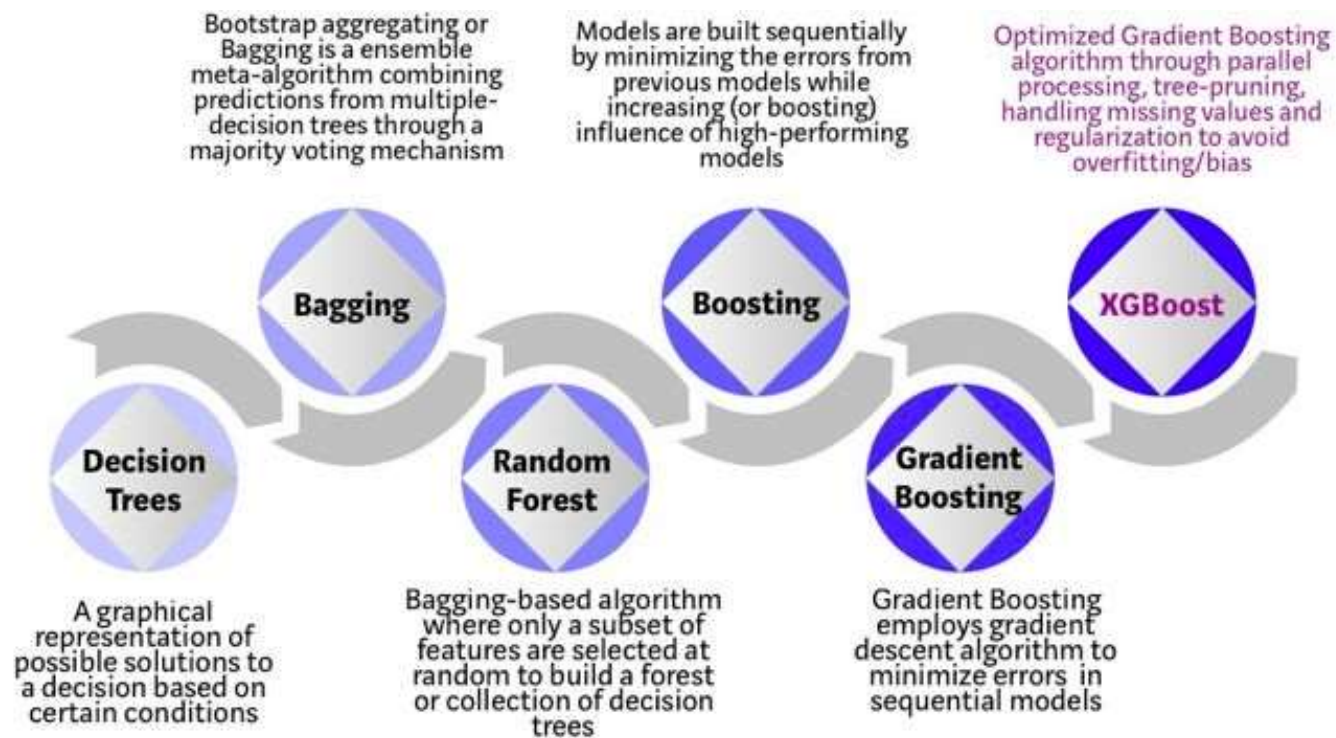 Bootstrap aggregating or
Bagging is a ensemble
meta-algorithm combining
predictions from multiple-
decision trees through a
majority voting mechanism
Models are built sequentially
by minimizing the errors from
previous models while
increasing (or boosting)
influence of high-performing
models
Optimized Gradient Boosting
algorithm through parallel
processing, tree-pruning,
handling missing values and
regularization to avoid
overfitting/bias
Bagging
Boosting
XGBoost
Decision
Trees
Random
Forest
Gradient
Boosting
A graphical
representation of
possible solutions to
a decision based on
certain conditions
Bagging-based algorithm
where only a subset of
features are selected at
random to build a forest
or collection of decision
trees
Gradient Boosting
employs gradient
descent algorithm to
minimize errors in
sequential models